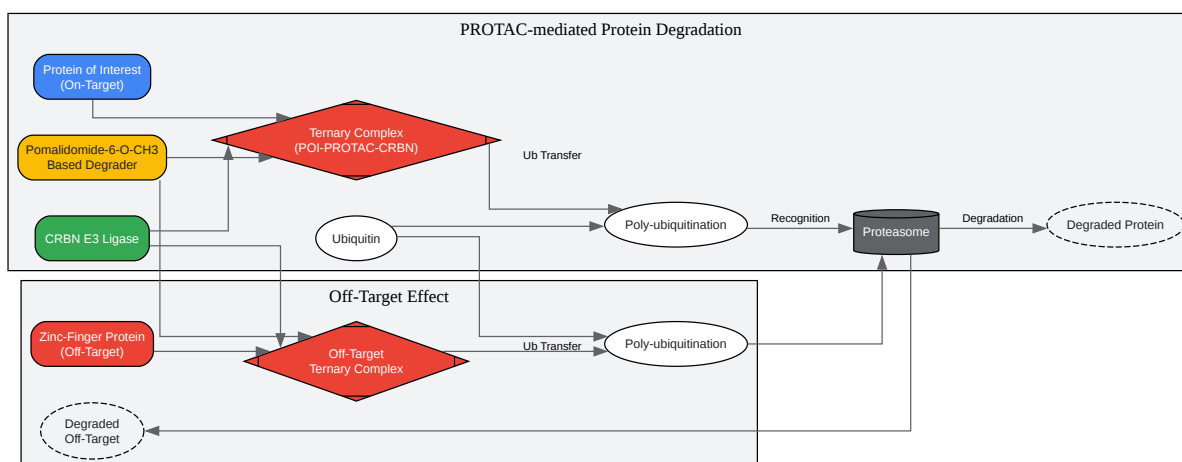 PROTAC-mediated Protein Degradation
Protein of Interest
(On-Target)
Pomalidomide-6-O-CH3
Based Degrader
Ternary Complex
(POI-PROTAC-CRBN)
Ub Transfer
CRBN E3 Ligase
Ubiquitin
Poly-ubiquitination
Recognition
Proteasome
Degradation
Degraded Protein
Off-Target Effect
Zinc-Finger Protein
(Off-Target)
Off-Target
Ternary Complex
Ub Transfer
Poly-ubiquitination
Degraded
Off-Target